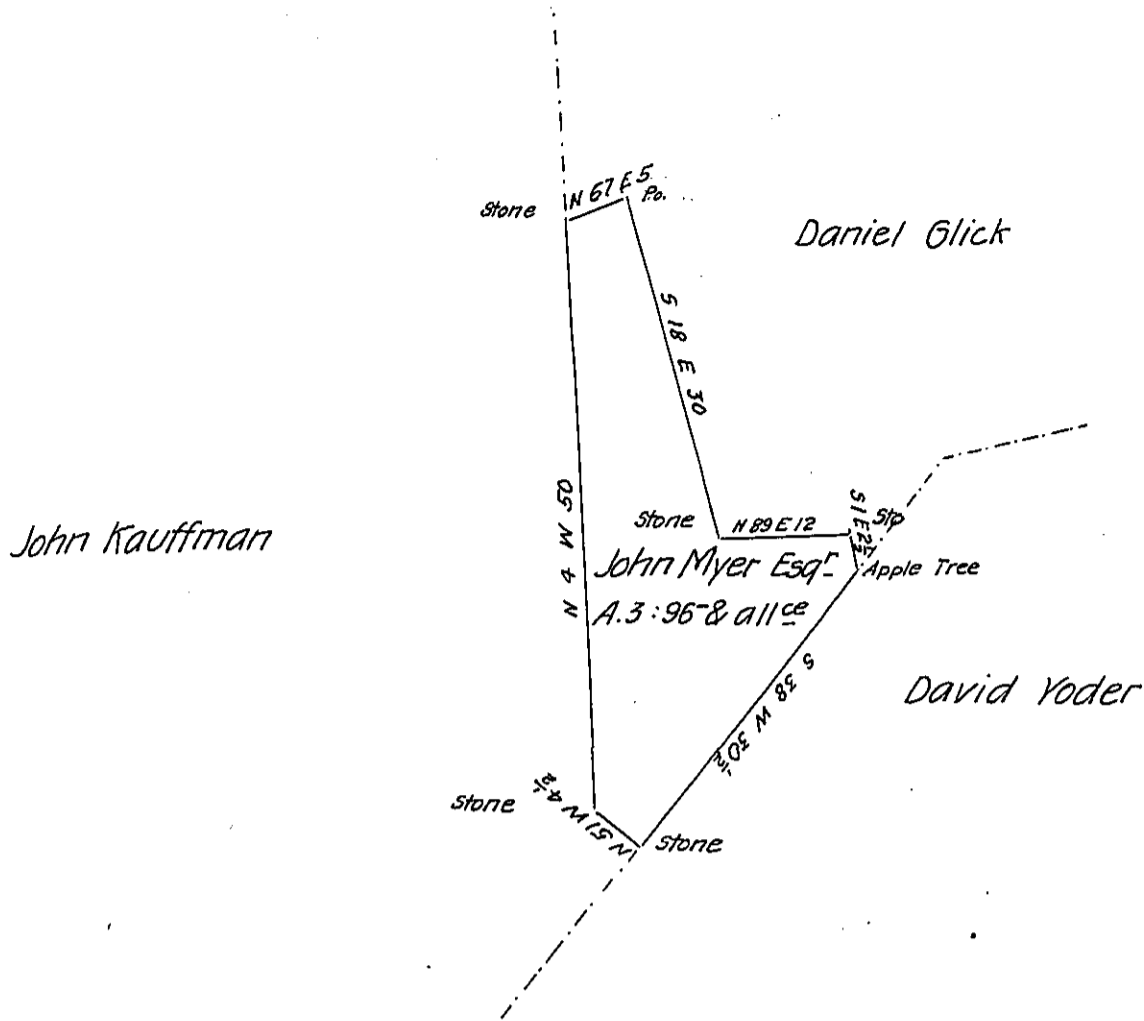 N 67 E 5
Stone
Po.
Daniel Glick
S 18 E 30
N 4 W 50
John Kauffman
Stone
N 89 E 12
S 1 E 2½
Sto
John Myer Esqr
Apple Tree
A. 3 : 96 & allce
S 38 W 30½
David Yoder
Stone
N 51 W 4½
Stone